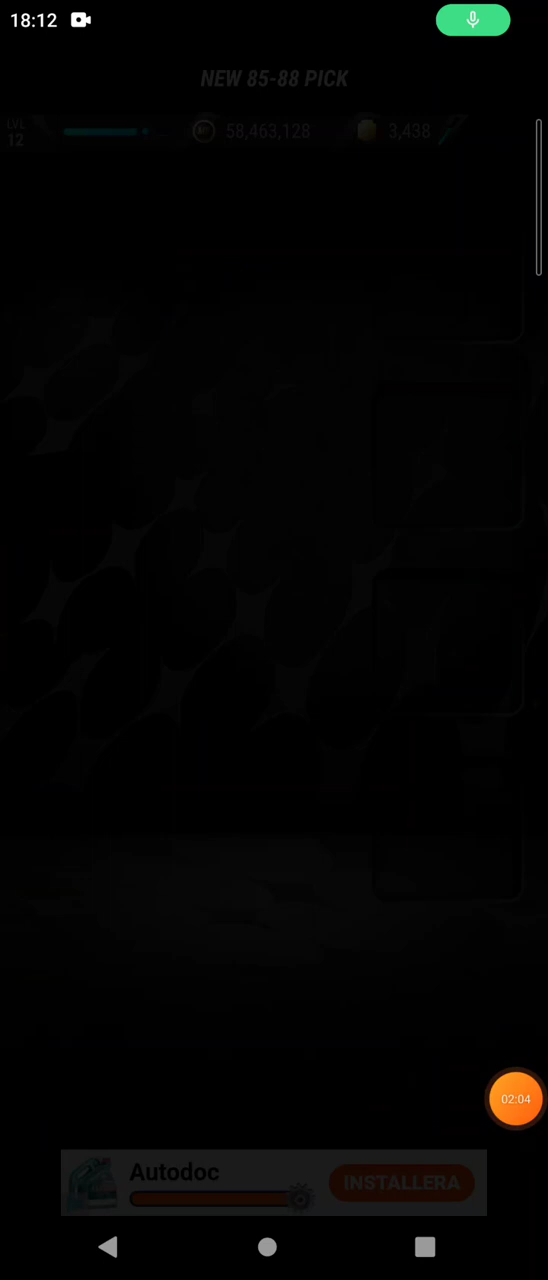 18:12
NEW 85-88 PICK
LVL
12
58,463,128
3,438
02:04
Autodoc
INSTALLERA